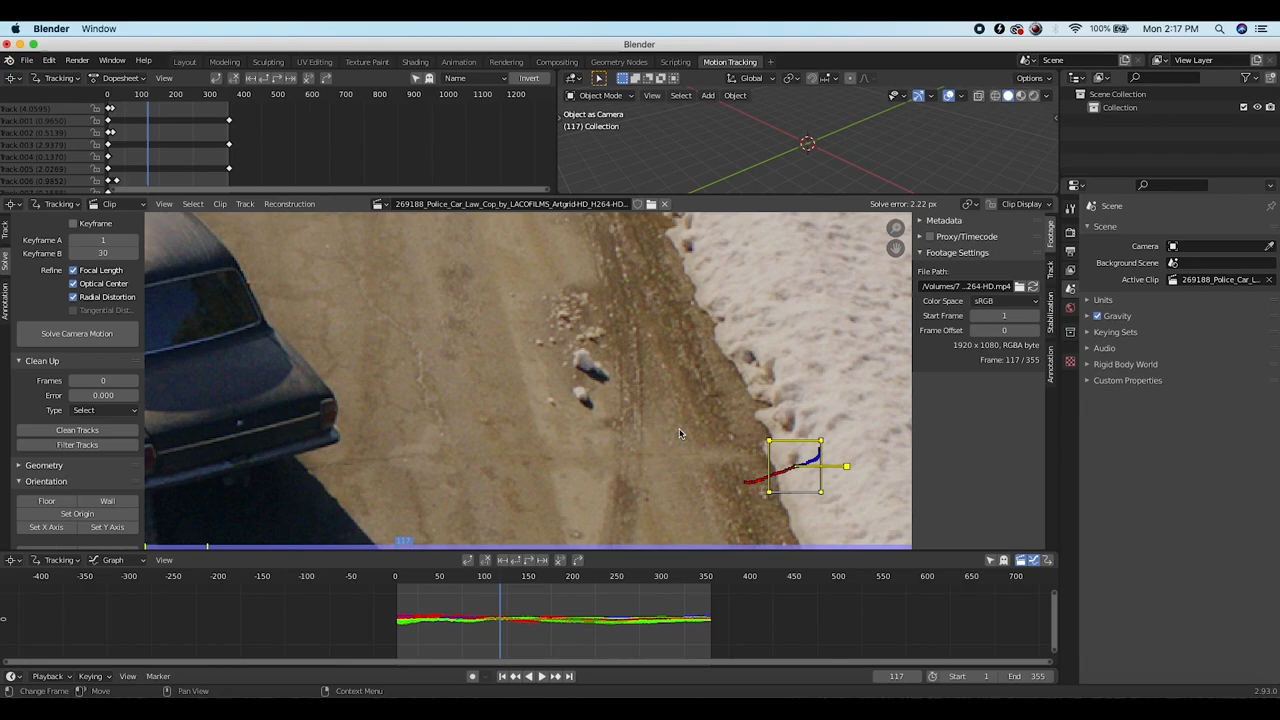 Blender Window 100% Mon 2:17 PM
Blender
File Edit Render Window Help Layout Modeling Sculpting UV Editing Texture Paint Shading Animation Rendering Compositing Geometry Nodes Scripting Motion Tracking + Scene View Layer
Tracking Dopesheet View Name Invert Global Options
0 100 200 300 400 500 600 700 800 900 1000 1100 1200
Object Mode View Select Add Object
Track (4.0595)
Track.001 (0.9650)
Track.002 (0.5139)
Track.003 (2.9379)
Track.004 (0.1370)
Track.005 (2.0269)
Track.006 (0.9852)
Object as Camera
(117) Collection
Scene Collection
Collection
Tracking Clip View Select Clip Track Reconstruction 269188_Police_Car_Law_Cop_by_LACOFILMS_Artgrid-HD_H264-HD... Solve error: 2.22 px Clip Display
Track
Solve
Annotation
Keyframe
Keyframe A 1
Keyframe B 30
Refine Focal Length
Optical Center
Radial Distortion
Tangential Dist...
Solve Camera Motion
Clean Up
Frames 0
Error 0.000
Type Select
Clean Tracks
Filter Tracks
Geometry
Orientation
Floor Wall
Set Origin
Set X Axis Set Y Axis
117
Metadata
Proxy/Timecode
Footage Settings
File Path:
/Volumes/7 ...264-HD.mp4
Color Space sRGB
Start Frame 1
Frame Offset 0
1920 x 1080, RGBA byte
Frame: 117 / 355
Footage
Track
Stabilization
Annotation
Scene
Scene
Camera
Background Scene
Active Clip 269188_Police_Car_L...
Units
Gravity
Keying Sets
Audio
Rigid Body World
Custom Properties
Tracking Graph View
-400 -350 -300 -250 -200 -150 -100 -50 0 50 100 150 200 250 300 350 400 450 500 550 600 650 700
0
Playback Keying View Marker 117 Start 1 End 355
Change Frame Move Pan View Context Menu 2.93.0